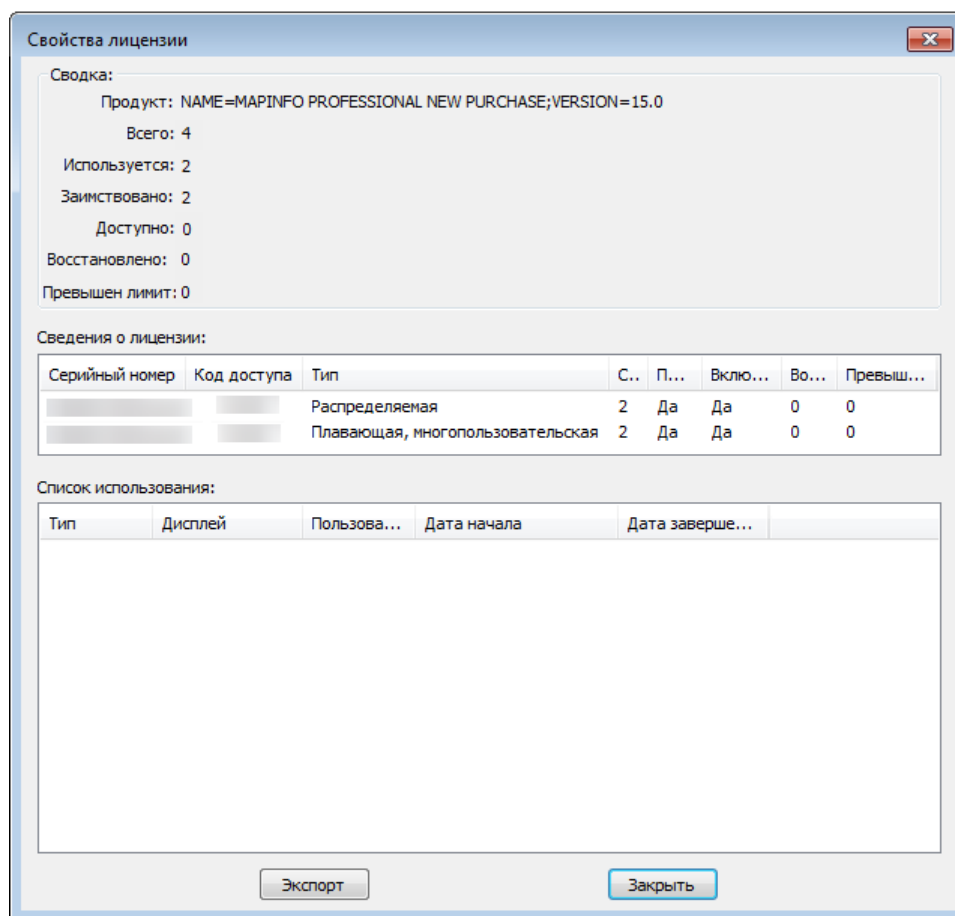 Свойства лицензии
Сводка:
Продукт: NAME=MAPINFO PROFESSIONAL NEW PURCHASE;VERSION=15.0
Всего: 4
Используется: 2
Заимствовано: 2
Доступно: 0
Восстановлено: 0
Превышен лимит: 0
Сведения о лицензии:
Серийный номер Код доступа Тип С.. П... Вклю... Во... Превыш...
Распределяемая 2 Да Да 0 0
Плавающая, многопользовательская 2 Да Да 0 0
Список использования:
Тип Дисплей Пользова... Дата начала Дата заверше...
Экспорт Закрыть